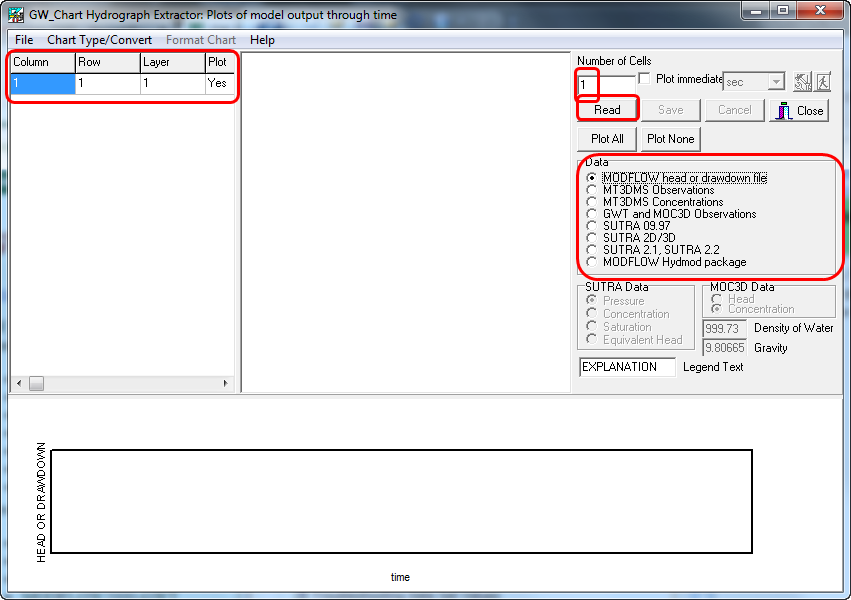 GW_Chart Hydrograph Extractor: Plots of model output through time
File Chart Type/Convert Format Chart Help
Column Row Layer Plot
1 1 1 Yes
Number of Cells
1 Plot immediate sec
Read Save Cancel Close
Plot All Plot None
Data
MODFLOW head or drawdown file
MT3DMS Observations
MT3DMS Concentrations
GWT and MOC3D Observations
SUTRA 09.97
SUTRA 2D/3D
SUTRA 2.1, SUTRA 2.2
MODFLOW Hydmod package
SUTRA Data
Pressure
Concentration
Saturation
Equivalent Head
MOC3D Data
Head
Concentration
999.73 Density of Water
9.80665 Gravity
EXPLANATION Legend Text
HEAD OR DRAWDOWN
time